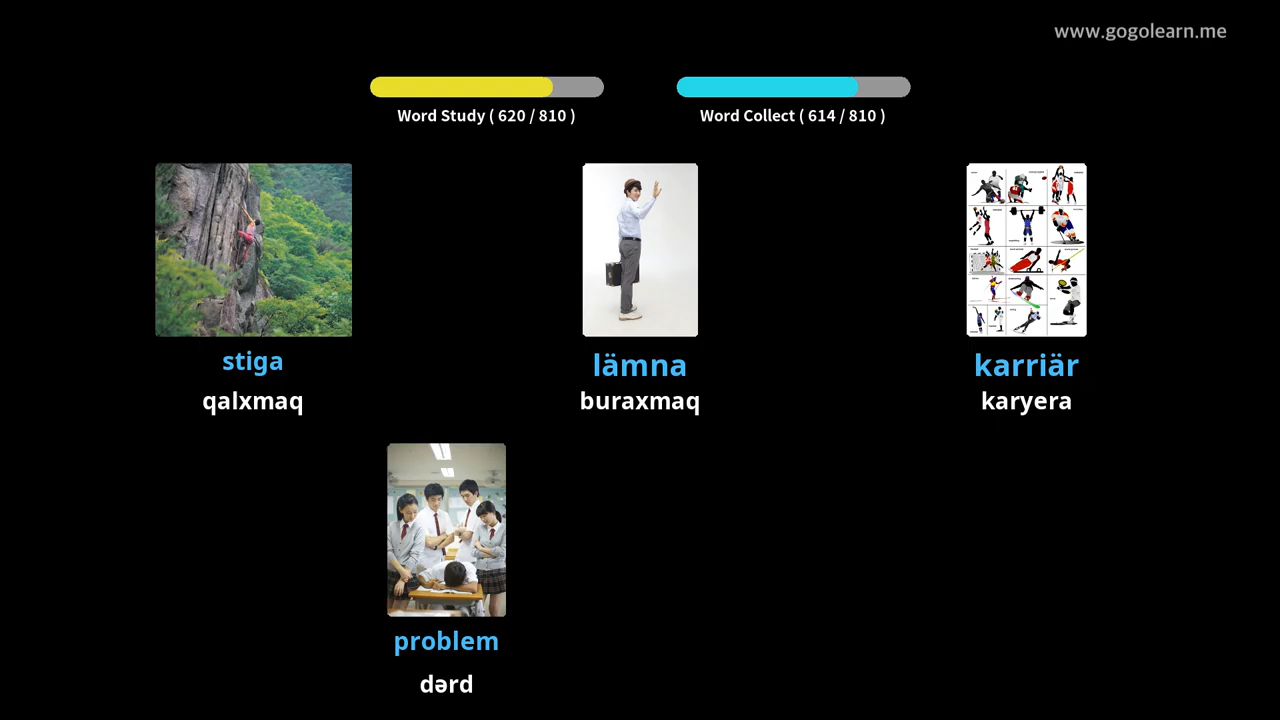 www.gogolearn.me
Word Study ( 620 / 810 )
Word Collect ( 614 / 810 )
stiga
lämna
karriär
qalxmaq
buraxmaq
karyera
problem
dərd